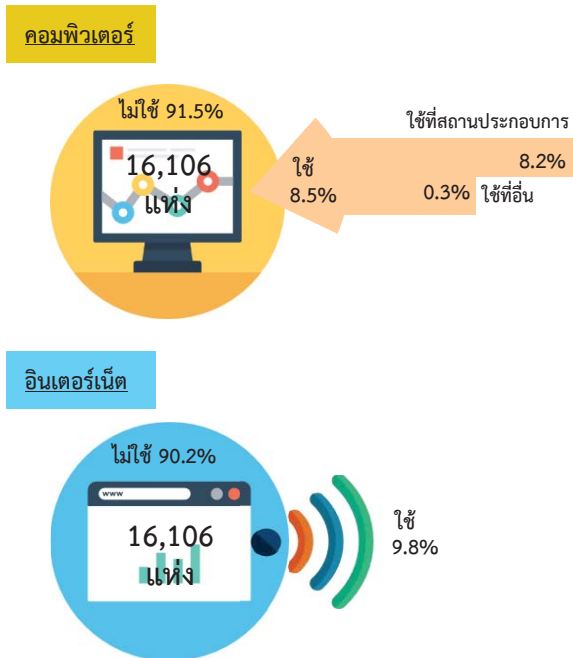 คอมพิวเตอร์
ไม่ใช้ 91.5%
16,106
แห่ง
ใช้
8.5%
ใช้ที่สถานประกอบการ
8.2%
0.3% ใช้ที่อื่น
อินเตอร์เน็ต
ไม่ใช้ 90.2%
www
16,106
แห่ง
ใช้
9.8%